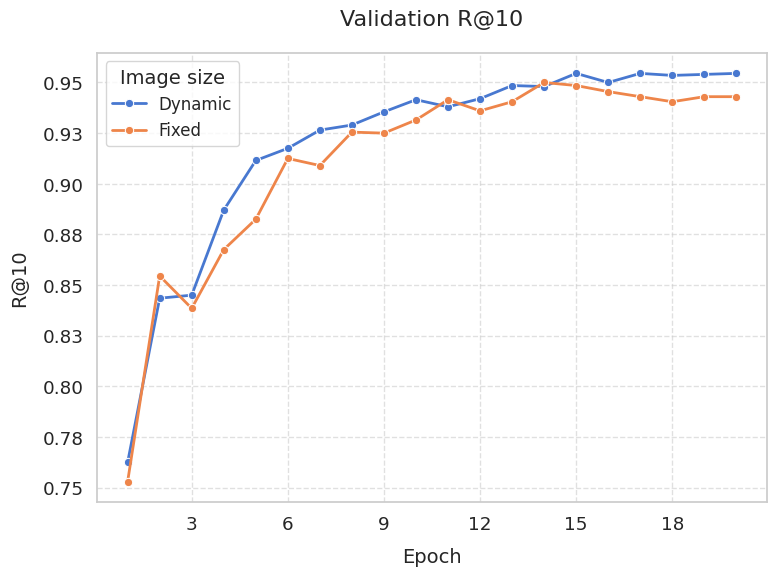 Validation R@10
Image size
Dynamic
Fixed
R@10
0.95
0.93
0.90
0.88
0.85
0.83
0.80
0.78
0.75
3 6 9 12 15 18
Epoch